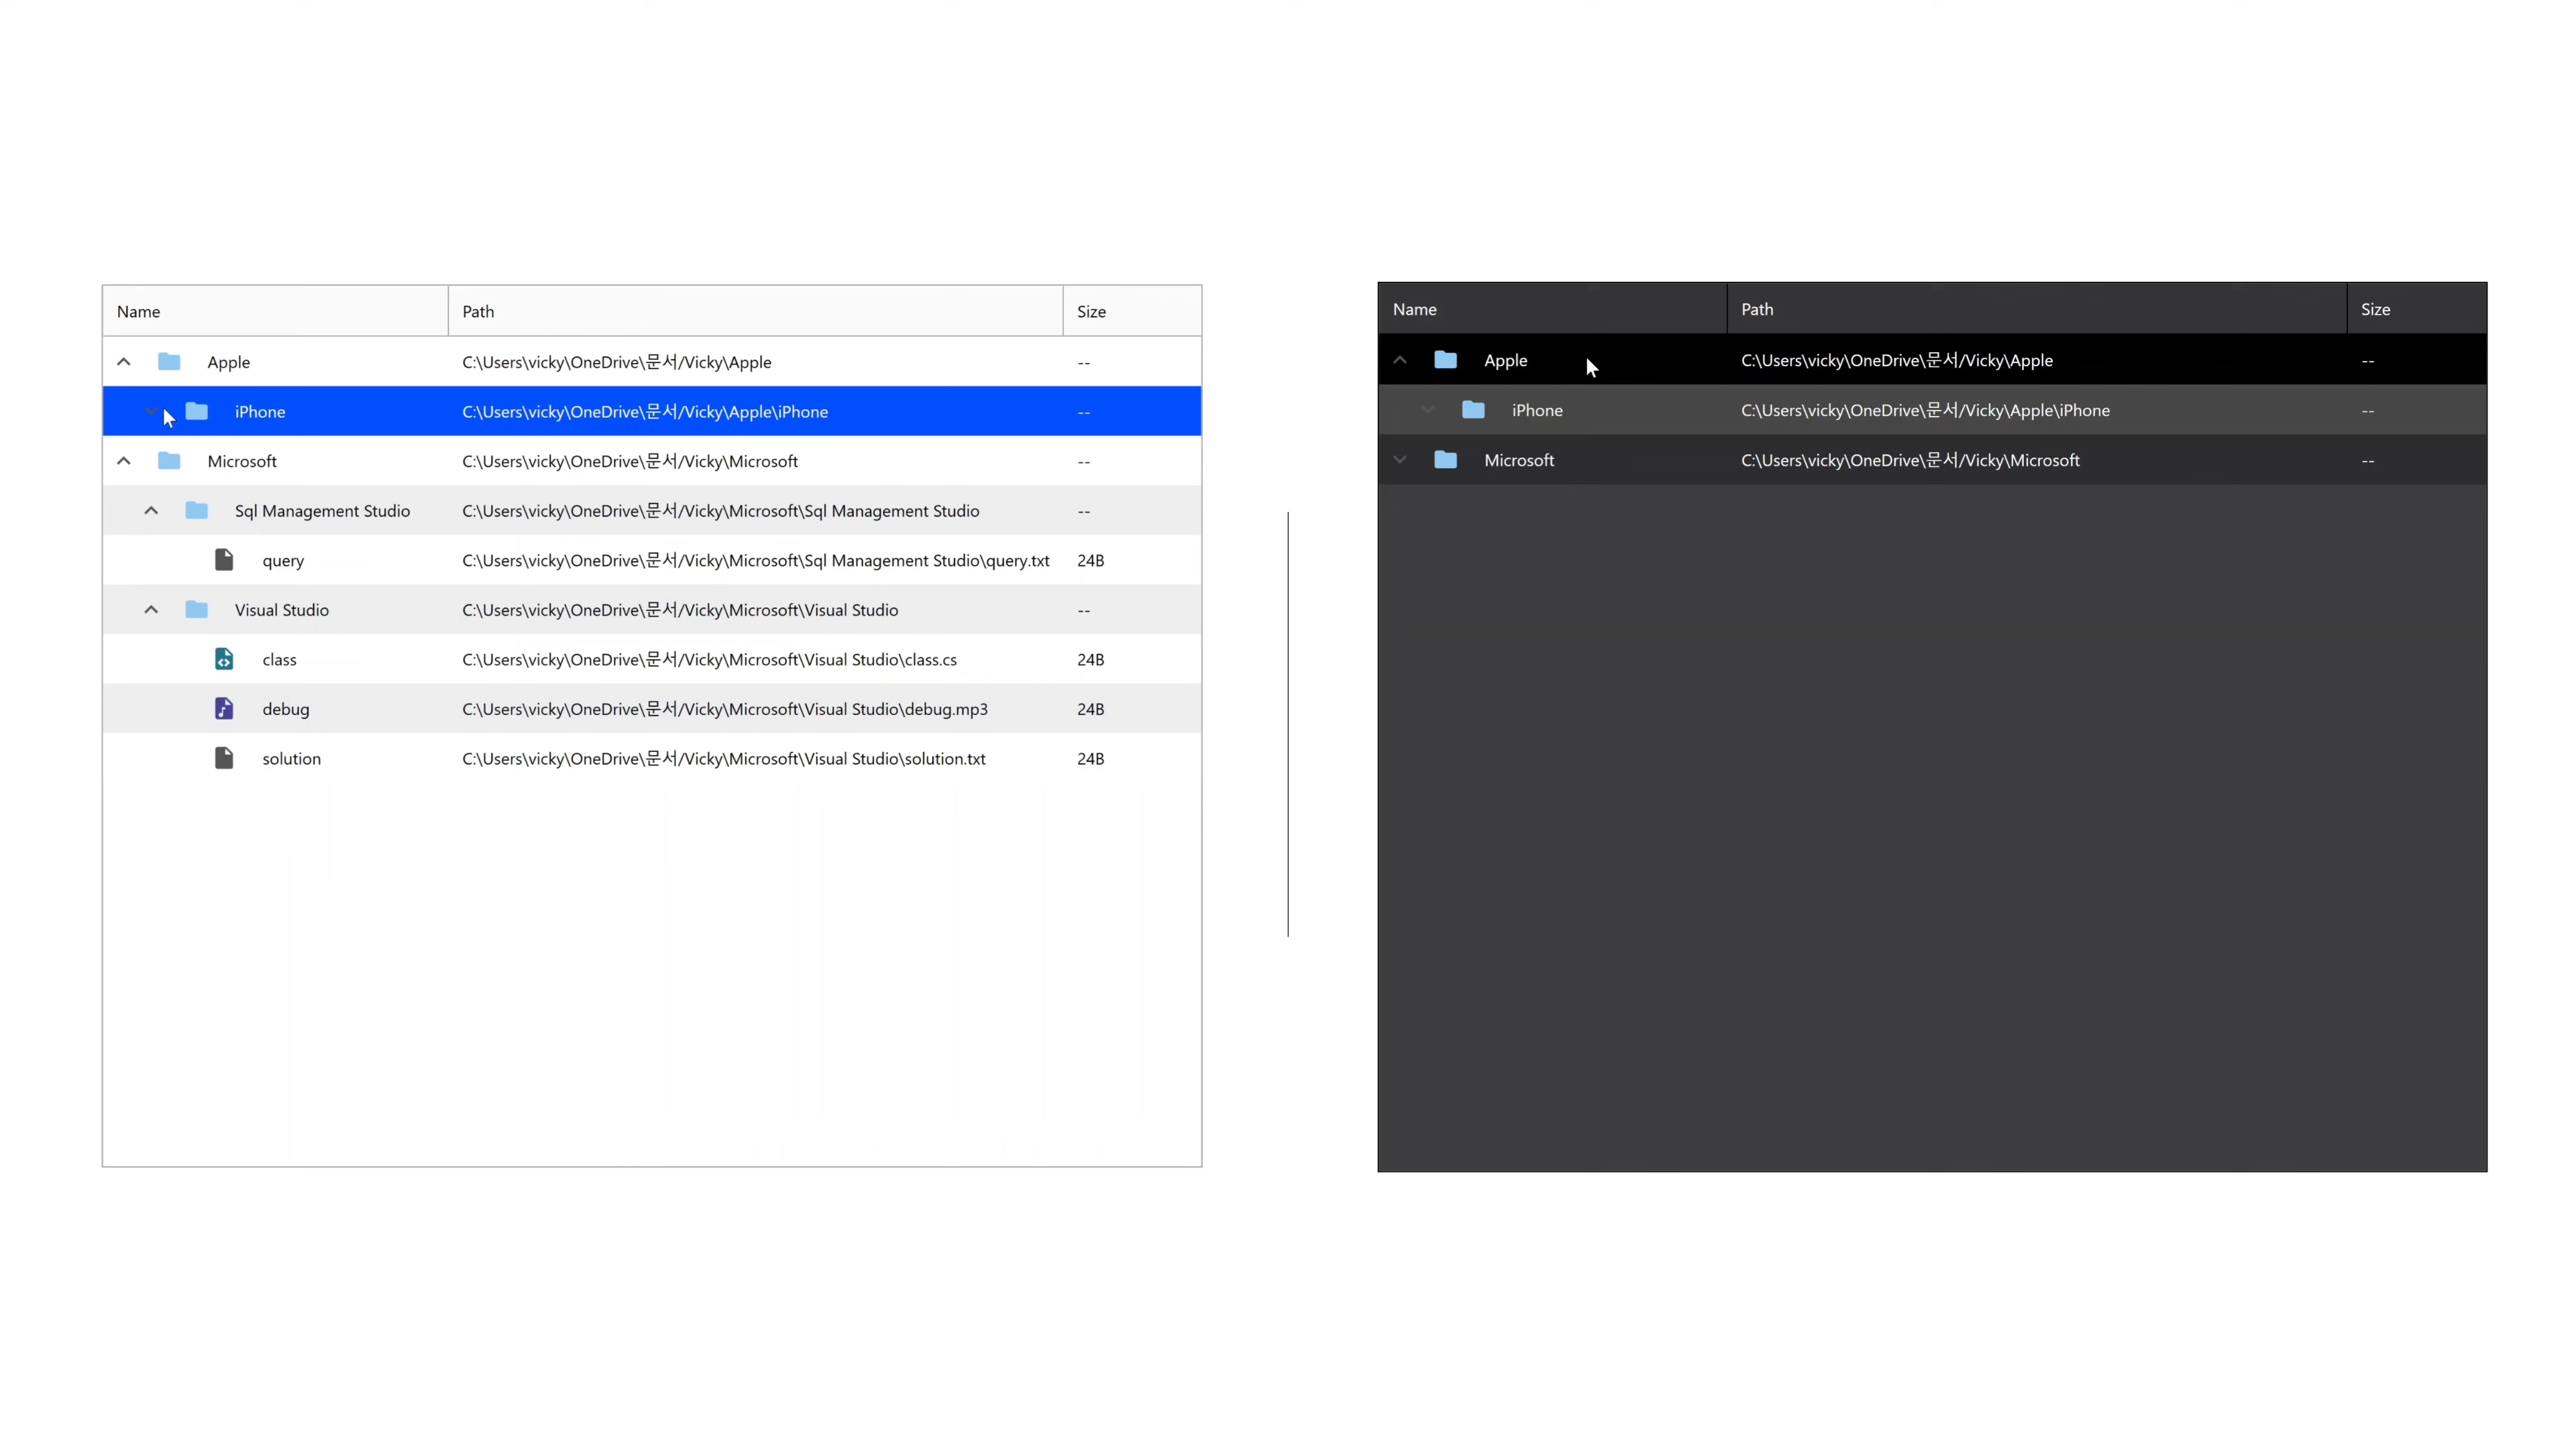 Name Path Size
Apple C:\Users\vicky\OneDrive\문서/Vicky\Apple --
iPhone C:\Users\vicky\OneDrive\문서/Vicky\Apple\iPhone --
Microsoft C:\Users\vicky\OneDrive\문서/Vicky\Microsoft --
Sql Management Studio C:\Users\vicky\OneDrive\문서/Vicky\Microsoft\Sql Management Studio --
query C:\Users\vicky\OneDrive\문서/Vicky\Microsoft\Sql Management Studio\query.txt 24B
Visual Studio C:\Users\vicky\OneDrive\문서/Vicky\Microsoft\Visual Studio --
class C:\Users\vicky\OneDrive\문서/Vicky\Microsoft\Visual Studio\class.cs 24B
debug C:\Users\vicky\OneDrive\문서/Vicky\Microsoft\Visual Studio\debug.mp3 24B
solution C:\Users\vicky\OneDrive\문서/Vicky\Microsoft\Visual Studio\solution.txt 24B
Name Path Size
Apple C:\Users\vicky\OneDrive\문서/Vicky\Apple --
iPhone C:\Users\vicky\OneDrive\문서/Vicky\Apple\iPhone --
Microsoft C:\Users\vicky\OneDrive\문서/Vicky\Microsoft --